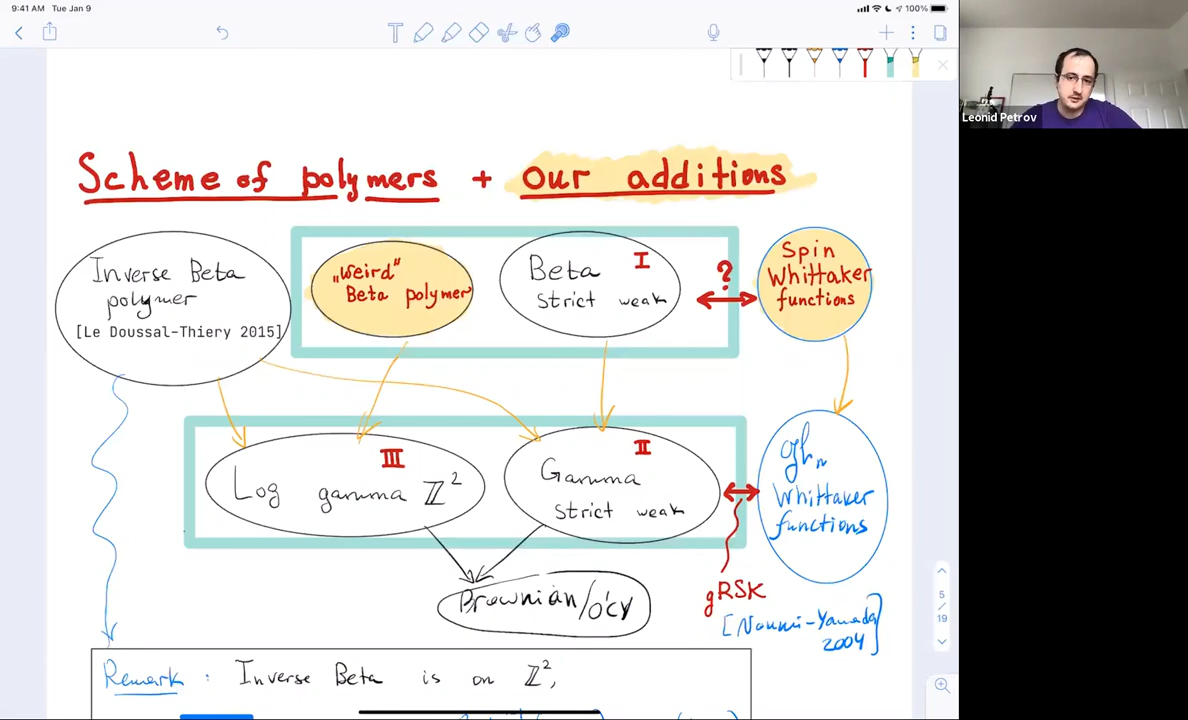 9:41 AM Tue Jan 9
100%
Leonid Petrov
Scheme of polymers + our additions
Inverse Beta
polymer
[Le Doussal-Thiery 2015]
„Weird"
Beta polymer
Beta I
Strict weak
?
Spin
Whittaker
functions
III
Log gamma ℤ²
II
Gamma
Strict weak
gl_n
Whittaker
functions
Brownian/O'CY
gRSK
[Noumi-Yamada
2004]
5
/
19
Remark : Inverse Beta is on ℤ²,